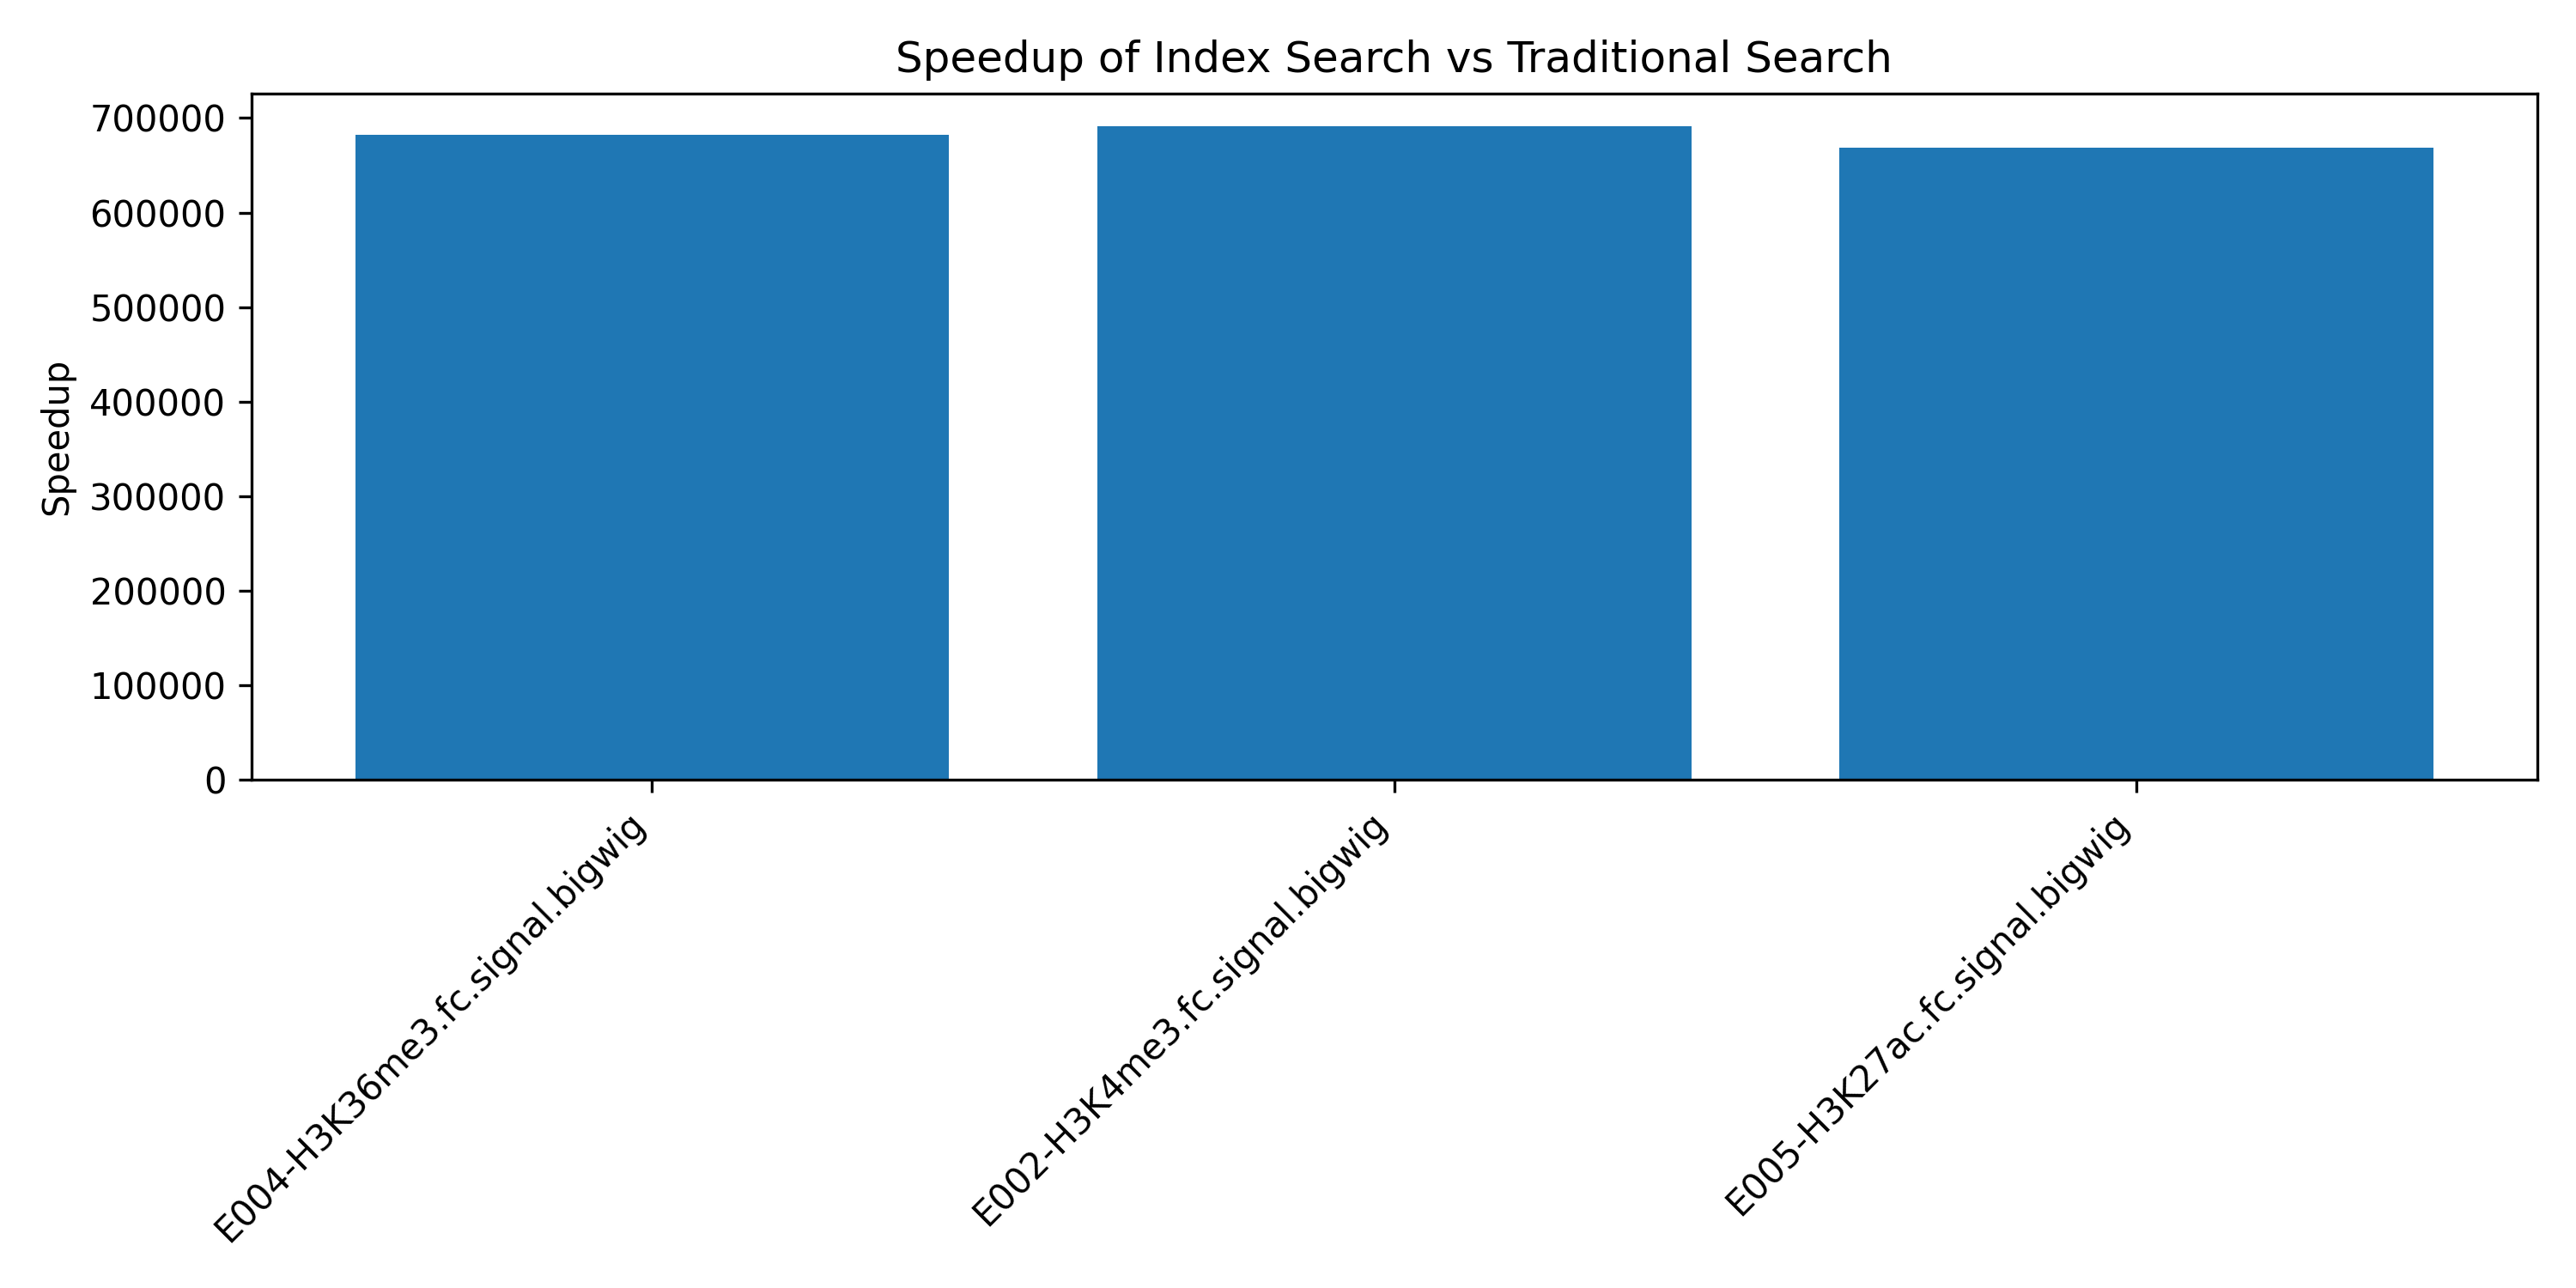 Speedup of Index Search vs Traditional Search
700000
600000
500000
400000
300000
200000
100000
0
Speedup
E004-H3K36me3.fc.signal.bigwig
E002-H3K4me3.fc.signal.bigwig
E005-H3K27ac.fc.signal.bigwig